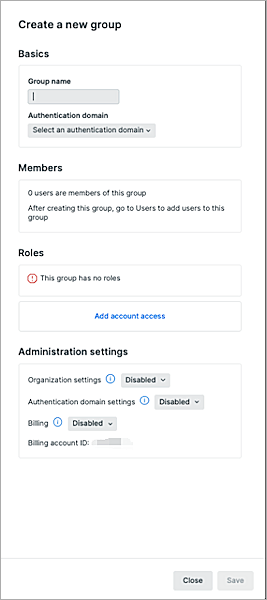 Create a new group
Basics
Group name
Authentication domain
Select an authentication domain
Members
0 users are members of this group
After creating this group, go to Users to add users to this
group
Roles
This group has no roles
Add account access
Administration settings
Organization settings Disabled
Authentication domain settings Disabled
Billing Disabled
Billing account ID:
Close Save